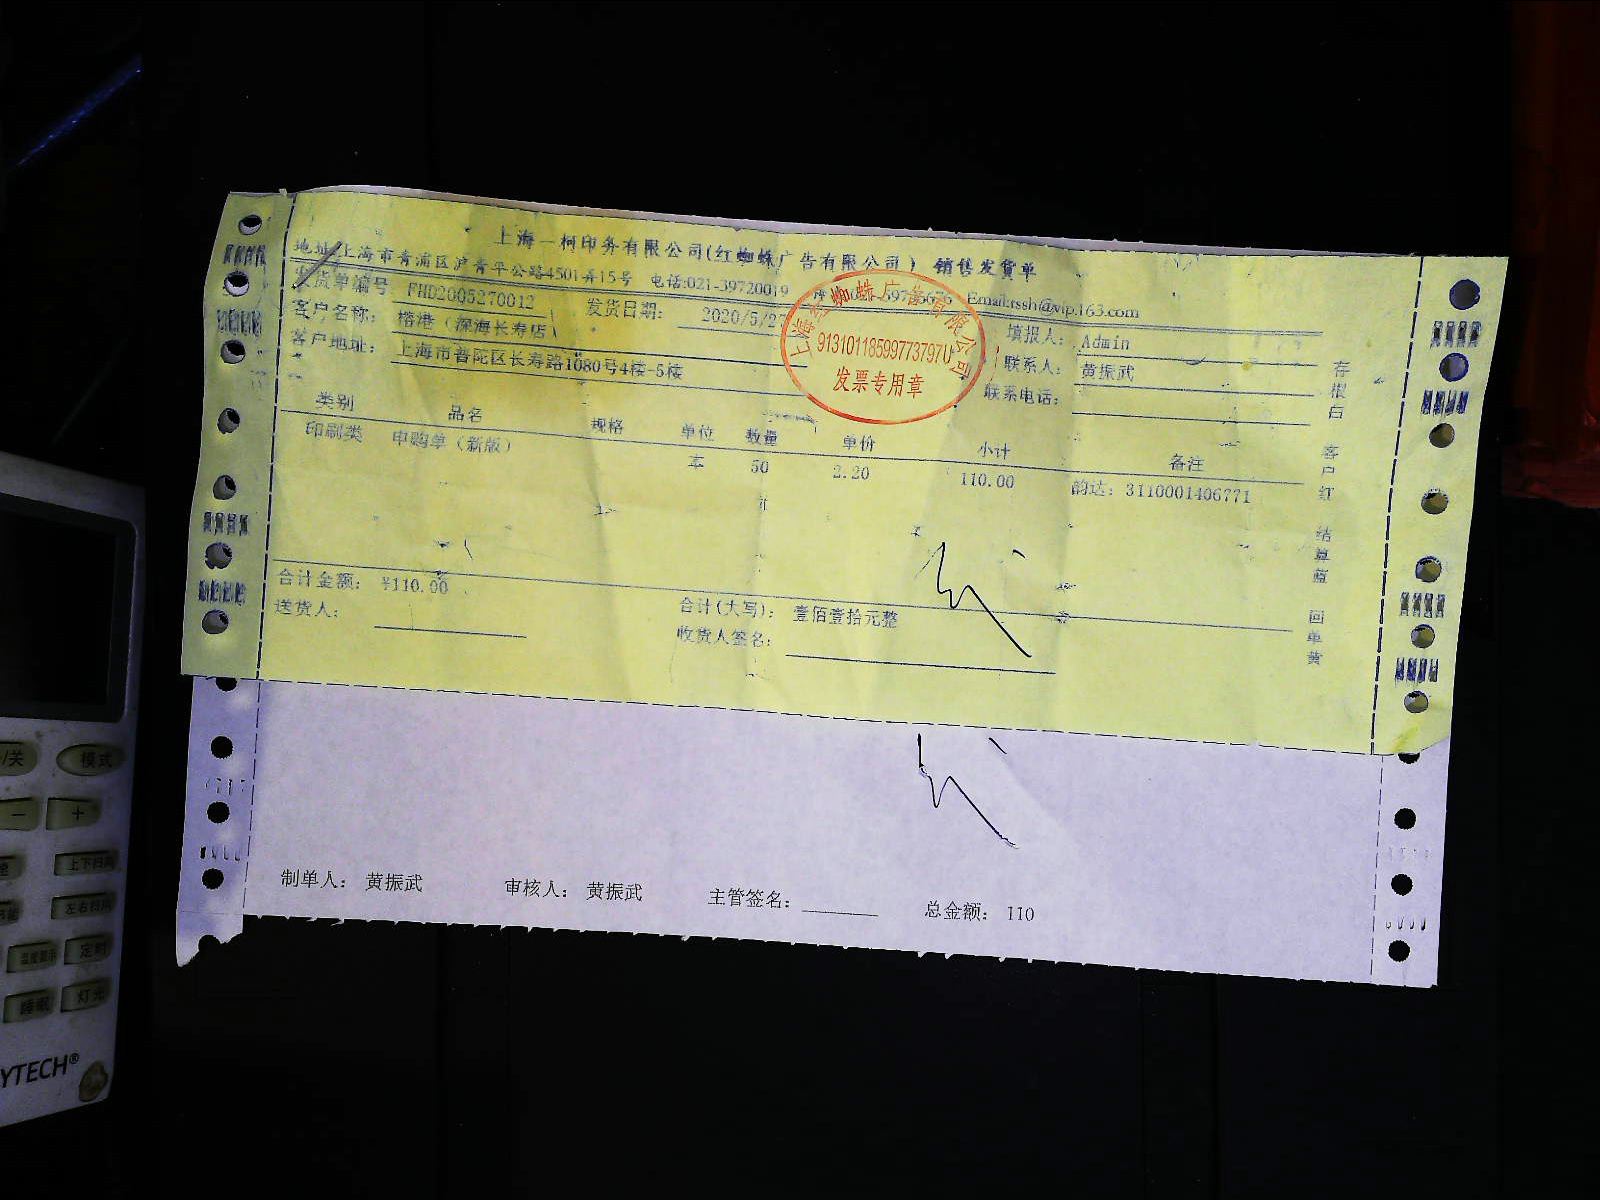 上海一柯印务有限公司(红蜘蛛广告有限公司) 销售发货单
地址:上海市青浦区沪青平公路4501弄15号 电话:021-39720019 Email:rssh@vip.163.com
发货单编号: FHD2005270012 发货日期: 2020/5/27 填报人: Admin
客户名称: 榕港(深海长寿店) 联系人: 黄振武
客户地址: 上海市普陀区长寿路1080号4楼-5楼 联系电话:
蜘蛛广告有限公司
91310118599773797U
发票专用章
类别 品名 规格 单位 数量 单价 小计 备注
印刷类 申购单(新版) 本 50 2.20 110.00 韵达: 3110001406771
合计金额: ¥110.00 合计(大写): 壹佰壹拾元整
送货人: 收货人签名:
存根白 客户红 结算蓝 回单黄
制单人: 黄振武 审核人: 黄振武 主管签名: 总金额: 110
/关 模式
- +
上下扫风
左右扫风
定时
睡眠 灯光
YTECH®